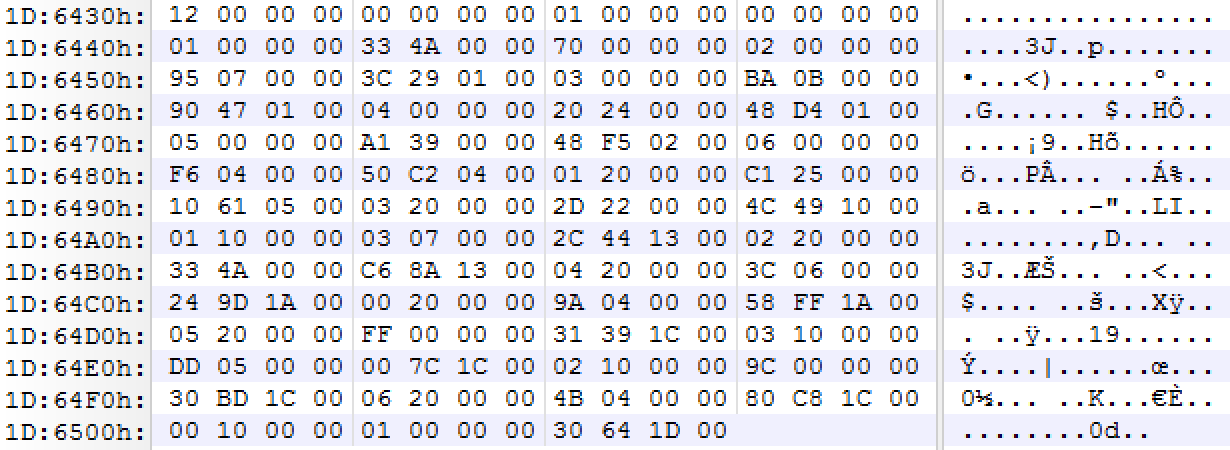 1D:6430h: 12 00 00 00 00 00 00 00 01 00 00 00 00 00 00 00 ................
1D:6440h: 01 00 00 00 33 4A 00 00 70 00 00 00 02 00 00 00 ....3J..p.......
1D:6450h: 95 07 00 00 3C 29 01 00 03 00 00 00 BA 0B 00 00 •...<)......º...
1D:6460h: 90 47 01 00 04 00 00 00 20 24 00 00 48 D4 01 00 .G...... $..HÔ..
1D:6470h: 05 00 00 00 A1 39 00 00 48 F5 02 00 06 00 00 00 ....¡9..Hõ......
1D:6480h: F6 04 00 00 50 C2 04 00 01 20 00 00 C1 25 00 00 ö...PÂ... ..Á%..
1D:6490h: 10 61 05 00 03 20 00 00 2D 22 00 00 4C 49 10 00 .a... ..-"..LI..
1D:64A0h: 01 10 00 00 03 07 00 00 2C 44 13 00 02 20 00 00 ........,D... ..
1D:64B0h: 33 4A 00 00 C6 8A 13 00 04 20 00 00 3C 06 00 00 3J..ÆŠ... ..<...
1D:64C0h: 24 9D 1A 00 00 20 00 00 9A 04 00 00 58 FF 1A 00 $.... ..š...Xÿ..
1D:64D0h: 05 20 00 00 FF 00 00 00 31 39 1C 00 03 10 00 00 . ..ÿ...19......
1D:64E0h: DD 05 00 00 00 7C 1C 00 02 10 00 00 9C 00 00 00 Ý....|......œ...
1D:64F0h: 30 BD 1C 00 06 20 00 00 4B 04 00 00 80 C8 1C 00 0½... ..K...€È..
1D:6500h: 00 10 00 00 01 00 00 00 30 64 1D 00 ........0d..